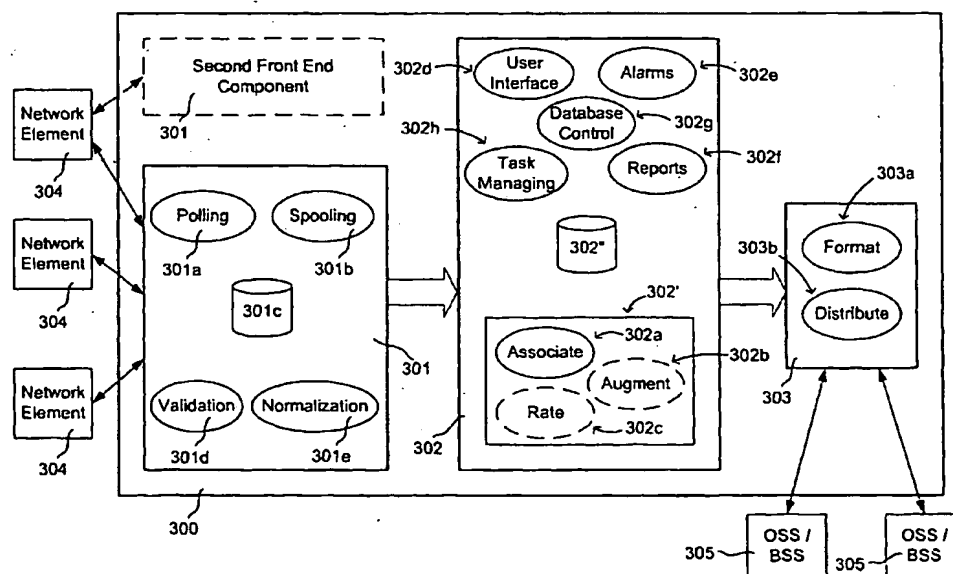 Second Front End
Component
301
Network
Element
304
Network
Element
304
Network
Element
304
Polling
301a
Spooling
301b
301c
301
Validation
301d
Normalization
301e
300
302d
User
Interface
Alarms
302e
Database
Control
302g
302h
Task
Managing
Reports
302f
302"
302'
Associate
302a
Augment
302b
Rate
302c
302
303a
Format
303b
Distribute
303
305
OSS /
BSS
305
OSS /
BSS